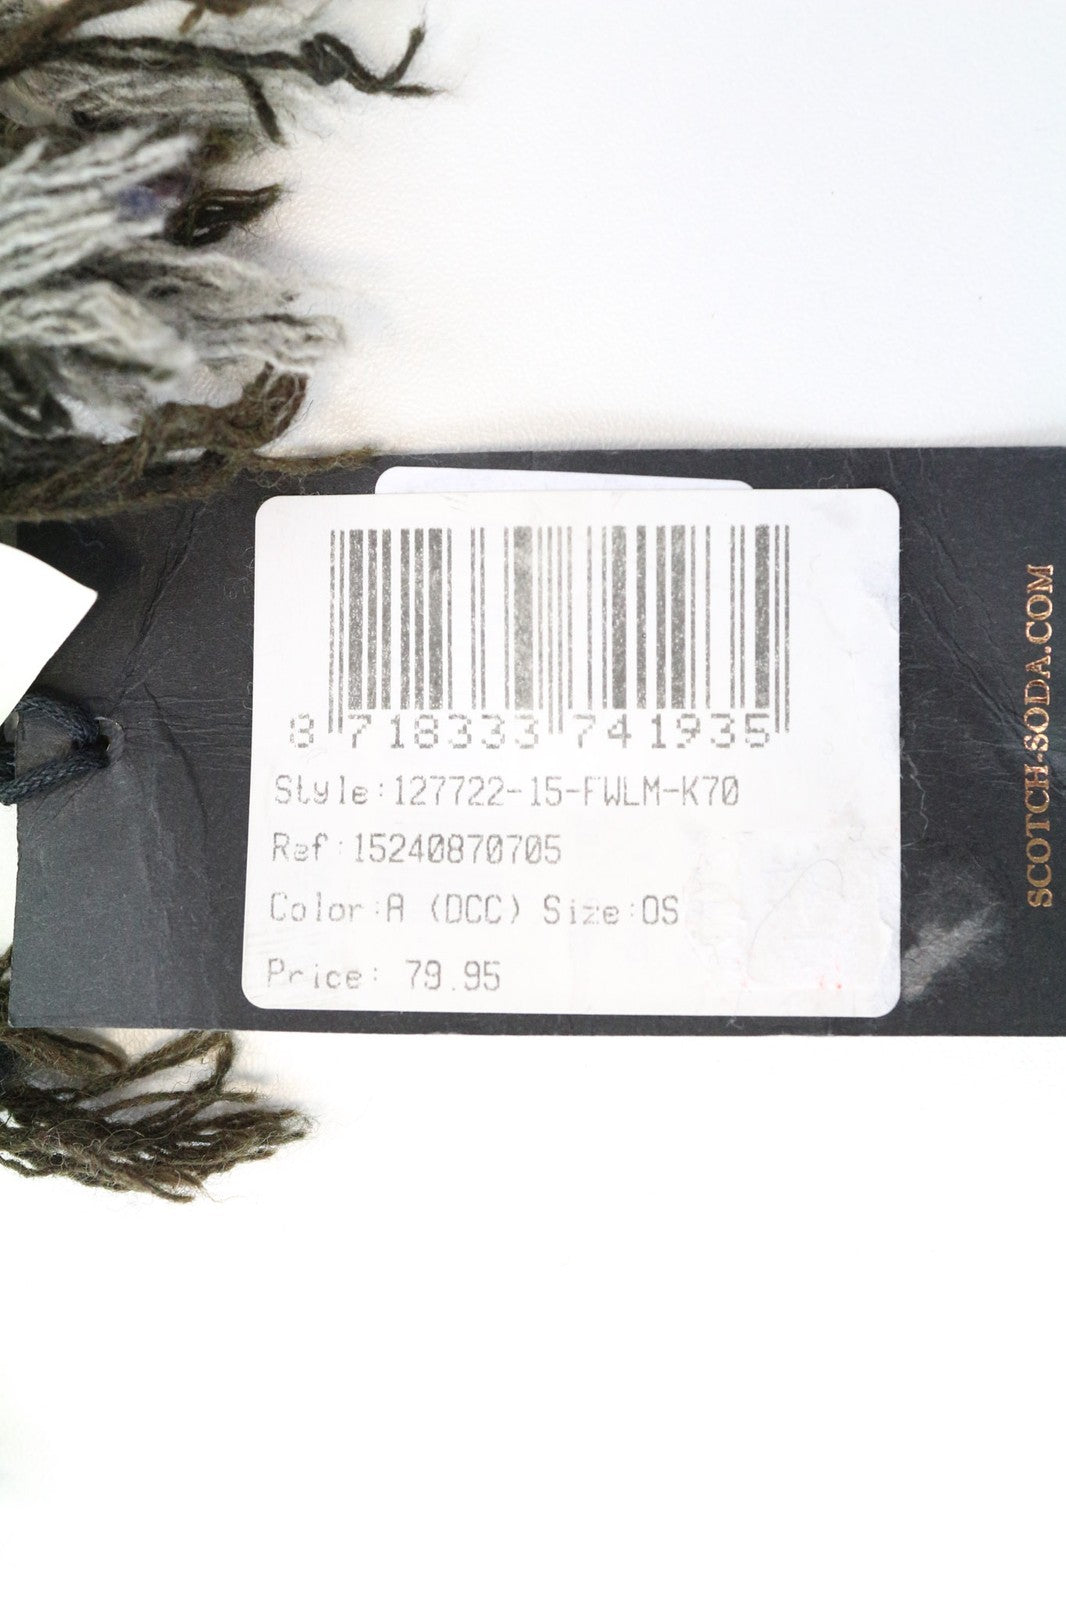 8 718333 741935
Style:127722-15-FWLM-K70
Ref:15240870705
Color:A (DCC) Size:OS
Price: 79.95
SCOTCH-SODA.COM